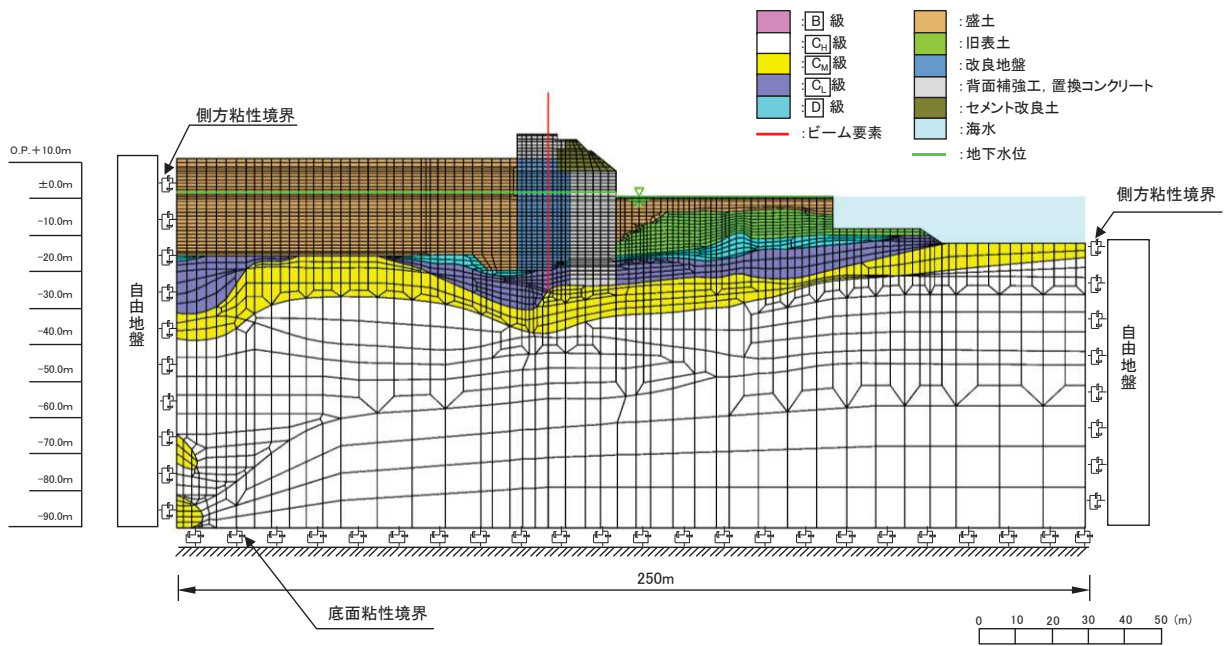 :B 級
:CH級
:CM級
:CL級
:D 級
:ビーム要素
:盛土
:旧表土
:改良地盤
:背面補強工, 置換コンクリート
:セメント改良土
:海水
:地下水位
側方粘性境界
側方粘性境界
O.P.+10.0m
±0.0m
-10.0m
-20.0m
-30.0m
-40.0m
-50.0m
-60.0m
-70.0m
-80.0m
-90.0m
自由地盤
自由地盤
250m
底面粘性境界
0 10 20 30 40 50 (m)